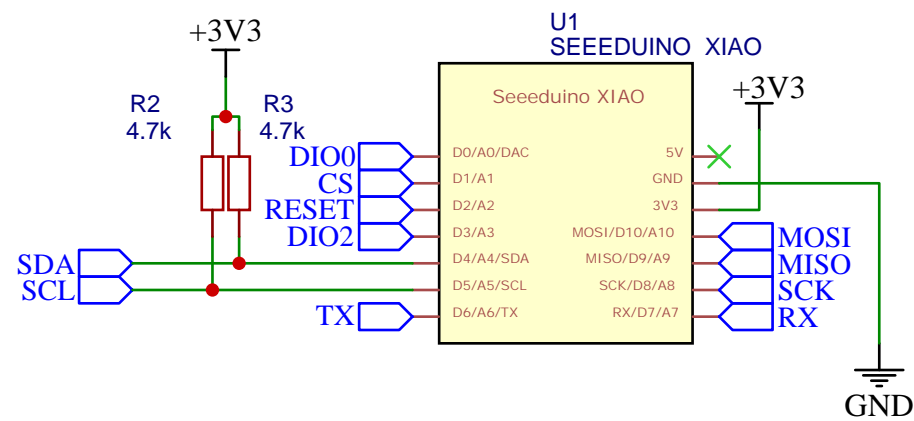 +3V3
R2
4.7k
R3
4.7k
U1
SEEEDUINO XIAO
Seeeduino XIAO
+3V3
DIO0
D0/A0/DAC
5V
CS
D1/A1
GND
RESET
D2/A2
3V3
DIO2
D3/A3
MOSI/D10/A10
MOSI
SDA
D4/A4/SDA
MISO/D9/A9
MISO
SCL
D5/A5/SCL
SCK/D8/A8
SCK
TX
D6/A6/TX
RX/D7/A7
RX
GND